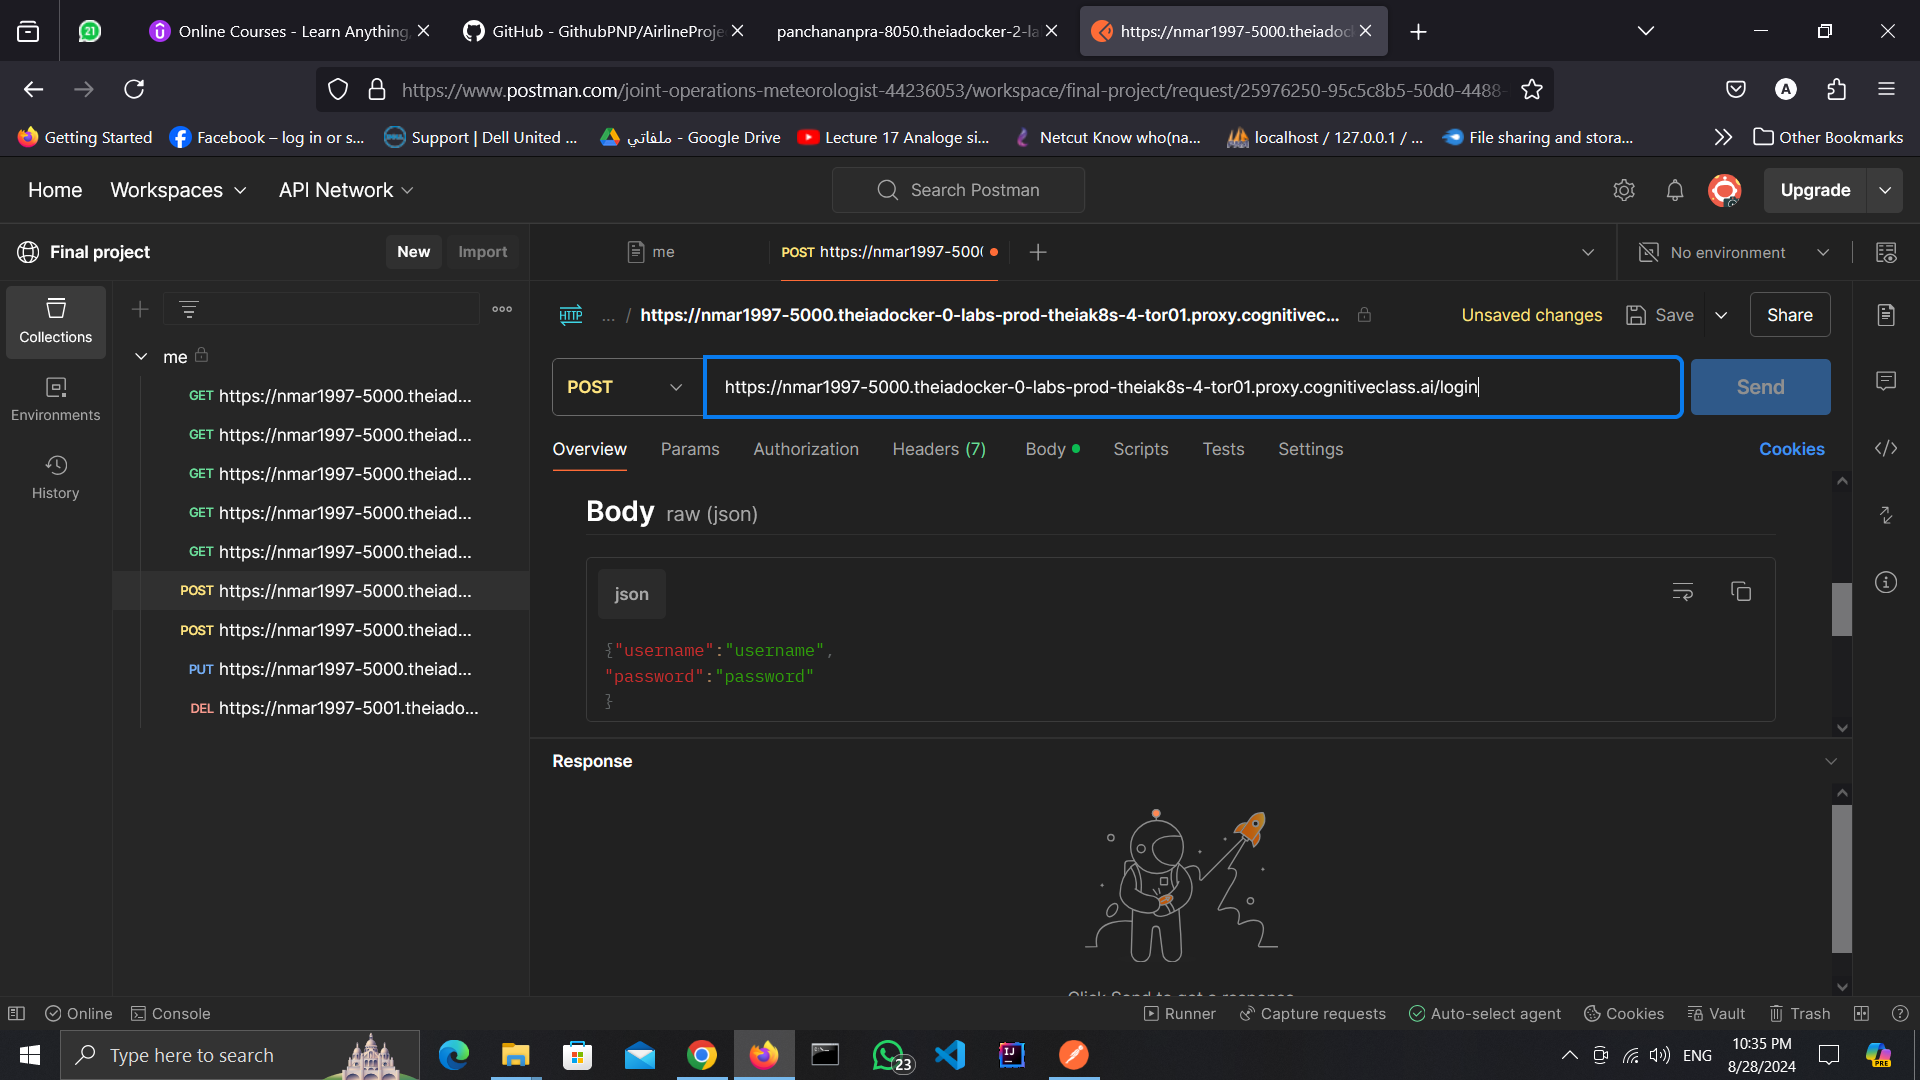 21
Online Courses - Learn Anything,
GitHub - GithubPNP/AirlineProje
panchananpra-8050.theiadocker-2-la
https://nmar1997-5000.theiadoc
https://www.postman.com/joint-operations-meteorologist-44236053/workspace/final-project/request/25976250-95c5c8b5-50d0-4488-
A
Getting Started
Facebook – log in or s...
Support | Dell United ...
ملفاتي - Google Drive
Lecture 17 Analoge si...
Netcut Know who(na...
localhost / 127.0.0.1 / ...
File sharing and stora...
Other Bookmarks
Home
Workspaces
API Network
Search Postman
Upgrade
Final project
New
Import
me
POST https://nmar1997-500(
No environment
Collections
Environments
History
me
GET https://nmar1997-5000.theiad...
GET https://nmar1997-5000.theiad...
GET https://nmar1997-5000.theiad...
GET https://nmar1997-5000.theiad...
GET https://nmar1997-5000.theiad...
POST https://nmar1997-5000.theiad...
POST https://nmar1997-5000.theiad...
PUT https://nmar1997-5000.theiad...
DEL https://nmar1997-5001.theiado...
HTTP
... / https://nmar1997-5000.theiadocker-0-labs-prod-theiak8s-4-tor01.proxy.cognitivec...
Unsaved changes
Save
Share
POST
https://nmar1997-5000.theiadocker-0-labs-prod-theiak8s-4-tor01.proxy.cognitiveclass.ai/login
Send
Overview
Params
Authorization
Headers (7)
Body
Scripts
Tests
Settings
Cookies
Body raw (json)
json
{"username":"username",
"password":"password"
}
Response
Click Send to get a response
Online
Console
Runner
Capture requests
Auto-select agent
Cookies
Vault
Trash
Type here to search
23
ENG
10:35 PM
8/28/2024
PRE